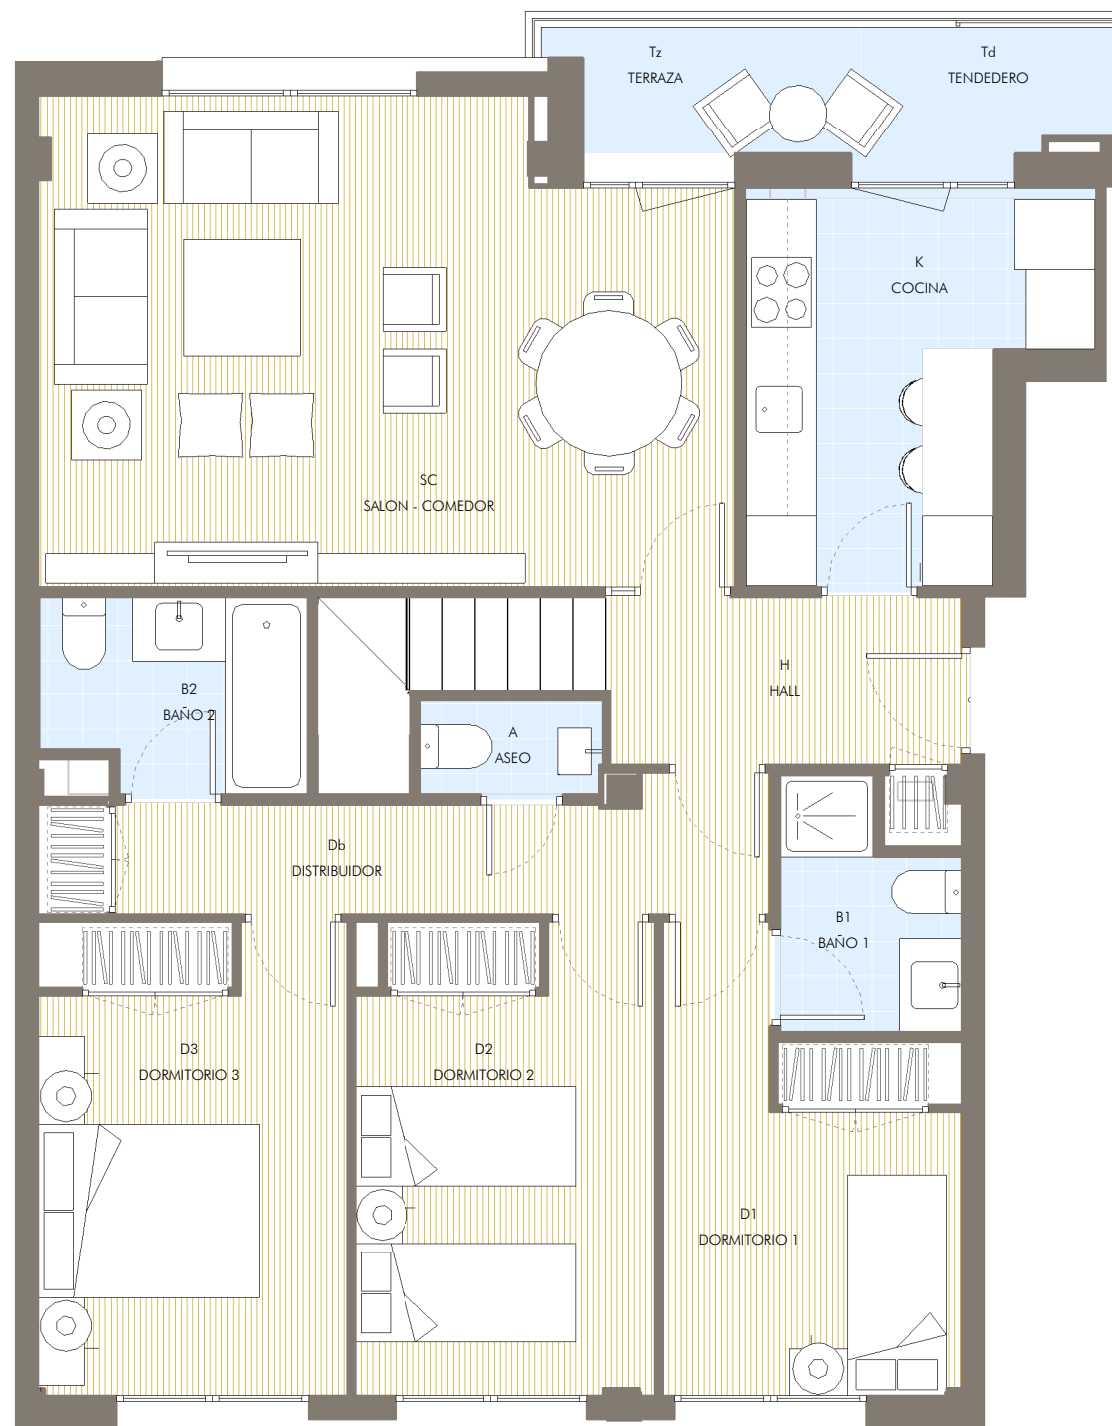 Tz
TERRAZA
Td
TENDEDERO
K
COCINA
SC
SALON - COMEDOR
H
HALL
B2
BAÑO 2
A
ASEO
Db
DISTRIBUIDOR
B1
BAÑO 1
D3
DORMITORIO 3
D2
DORMITORIO 2
D1
DORMITORIO 1